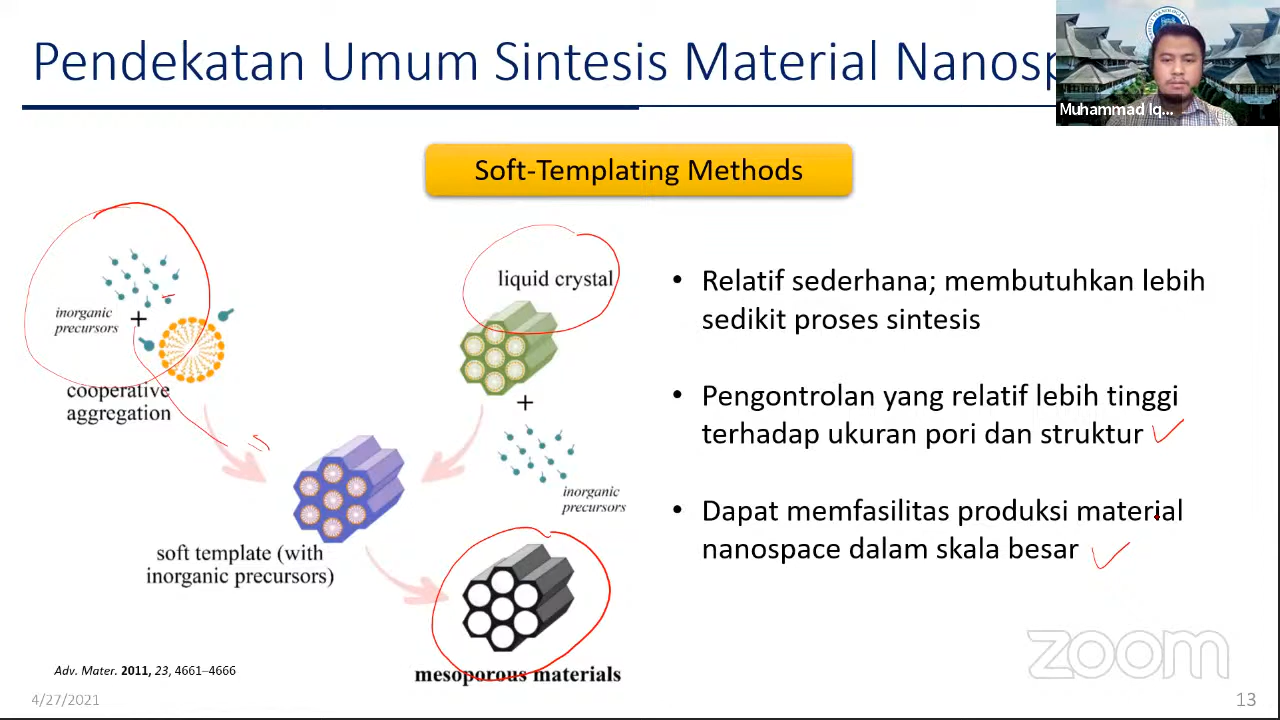 Pendekatan Umum Sintesis Material Nanosp
Muhammad Iq...
Soft-Templating Methods
inorganic
precursors
+
cooperative
aggregation
liquid crystal
+
inorganic
precursors
soft template (with
inorganic precursors)
mesoporous materials
• Relatif sederhana; membutuhkan lebih
sedikit proses sintesis
• Pengontrolan yang relatif lebih tinggi
terhadap ukuran pori dan struktur
• Dapat memfasilitas produksi material
nanospace dalam skala besar
Adv. Mater. 2011, 23, 4661–4666
4/27/2021
zoom
13